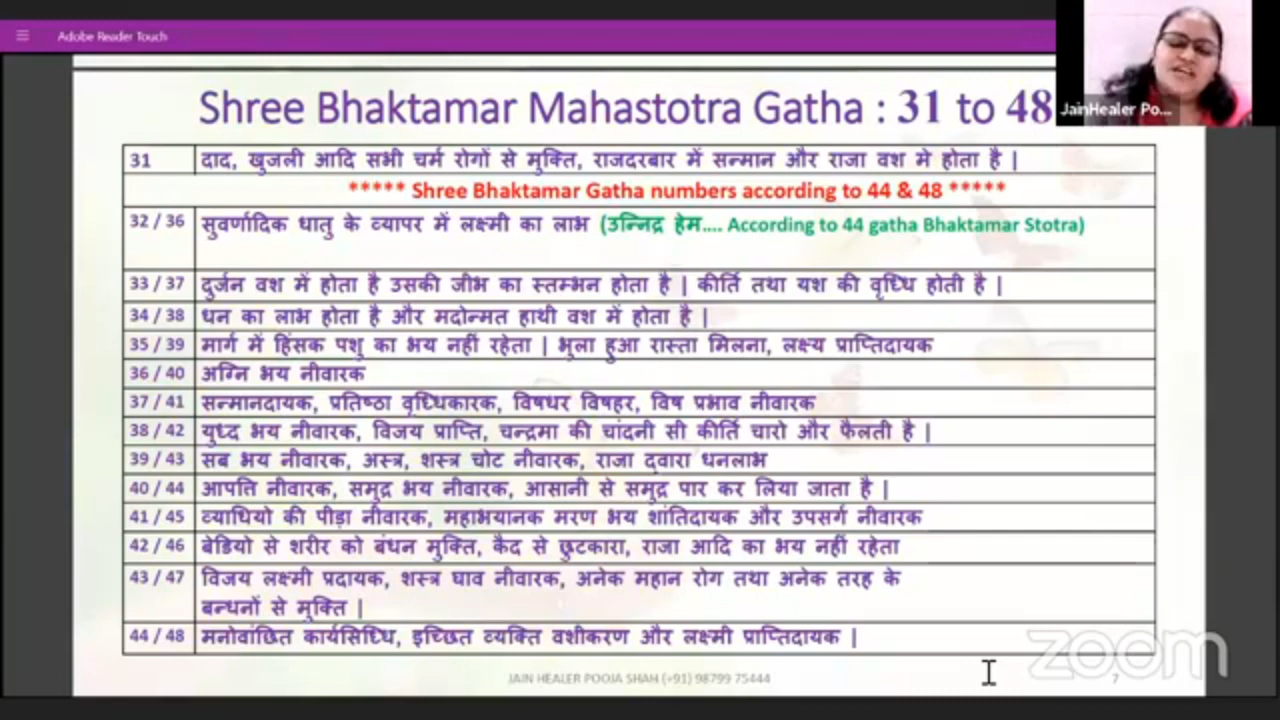 Adobe Reader Touch
JainHealer Po...
Shree Bhaktamar Mahastotra Gatha : 31 to 48
31 दाद, खुजली आदि सभी चर्म रोगों से मुक्ति, राजदरबार में सन्मान और राजा वश मे होता है |
***** Shree Bhaktamar Gatha numbers according to 44 & 48 *****
32 / 36 सुवर्णादिक धातु के व्यापर में लक्ष्मी का लाभ (उन्निद्र हेम.... According to 44 gatha Bhaktamar Stotra)
33 / 37 दुर्जन वश में होता है उसकी जीभ का स्तम्भन होता है | कीर्ति तथा यश की वृध्धि होती है |
34 / 38 धन का लाभ होता है और मदोन्मत हाथी वश में होता है |
35 / 39 मार्ग में हिंसक पशु का भय नहीं रहेता | भूला हुआ रास्ता मिलना, लक्ष्य प्राप्तिदायक
36 / 40 अग्नि भय नीवारक
37 / 41 सन्मानदायक, प्रतिष्ठा वृध्धिकारक, विषधर विषहर, विष प्रभाव नीवारक
38 / 42 युध्द भय नीवारक, विजय प्राप्ति, चन्द्रमा की चांदनी सी कीर्ति चारो और फैलती है |
39 / 43 सब भय नीवारक, अस्त्र, शस्त्र चोट नीवारक, राजा द्वारा धनलाभ
40 / 44 आपति नीवारक, समुद्र भय नीवारक, आसानी से समुद्र पार कर लिया जाता है |
41 / 45 व्याधियो की पीड़ा नीवारक, महाभयानक मरण भय शांतिदायक और उपसर्ग नीवारक
42 / 46 बेडियो से शरीर को बंधन मुक्ति, कैद से छुटकारा, राजा आदि का भय नहीं रहेता
43 / 47 विजय लक्ष्मी प्रदायक, शस्त्र घाव नीवारक, अनेक महान रोग तथा अनेक तरह के
बन्धनों से मुक्ति |
44 / 48 मनोवांछित कार्यसिध्धि, इच्छित व्यक्ति वशीकरण और लक्ष्मी प्राप्तिदायक |
zoom
JAIN HEALER POOJA SHAH (+91) 98799 75444
7